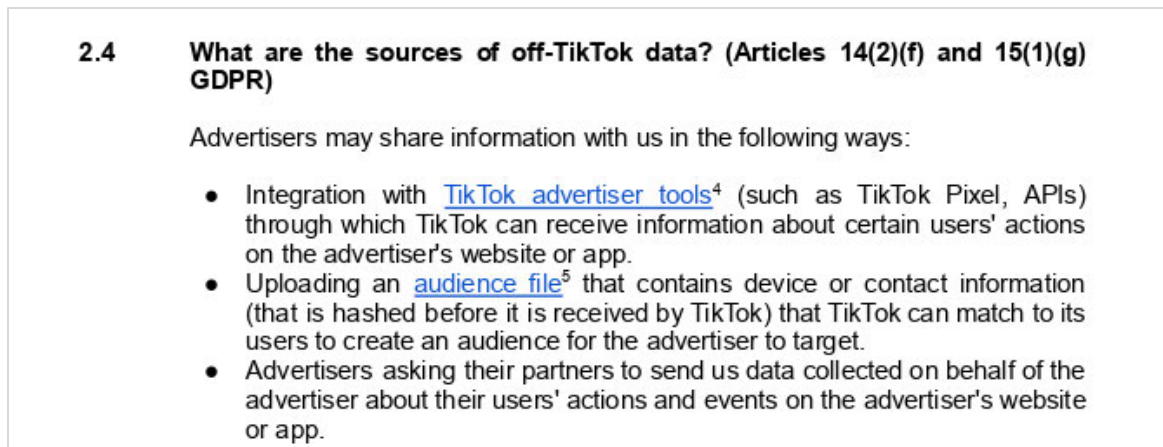 2.4 What are the sources of off-TikTok data? (Articles 14(2)(f) and 15(1)(g)
GDPR)
Advertisers may share information with us in the following ways:
● Integration with TikTok advertiser tools⁴ (such as TikTok Pixel, APIs)
through which TikTok can receive information about certain users' actions
on the advertiser's website or app.
● Uploading an audience file⁵ that contains device or contact information
(that is hashed before it is received by TikTok) that TikTok can match to its
users to create an audience for the advertiser to target.
● Advertisers asking their partners to send us data collected on behalf of the
advertiser about their users' actions and events on the advertiser's website
or app.